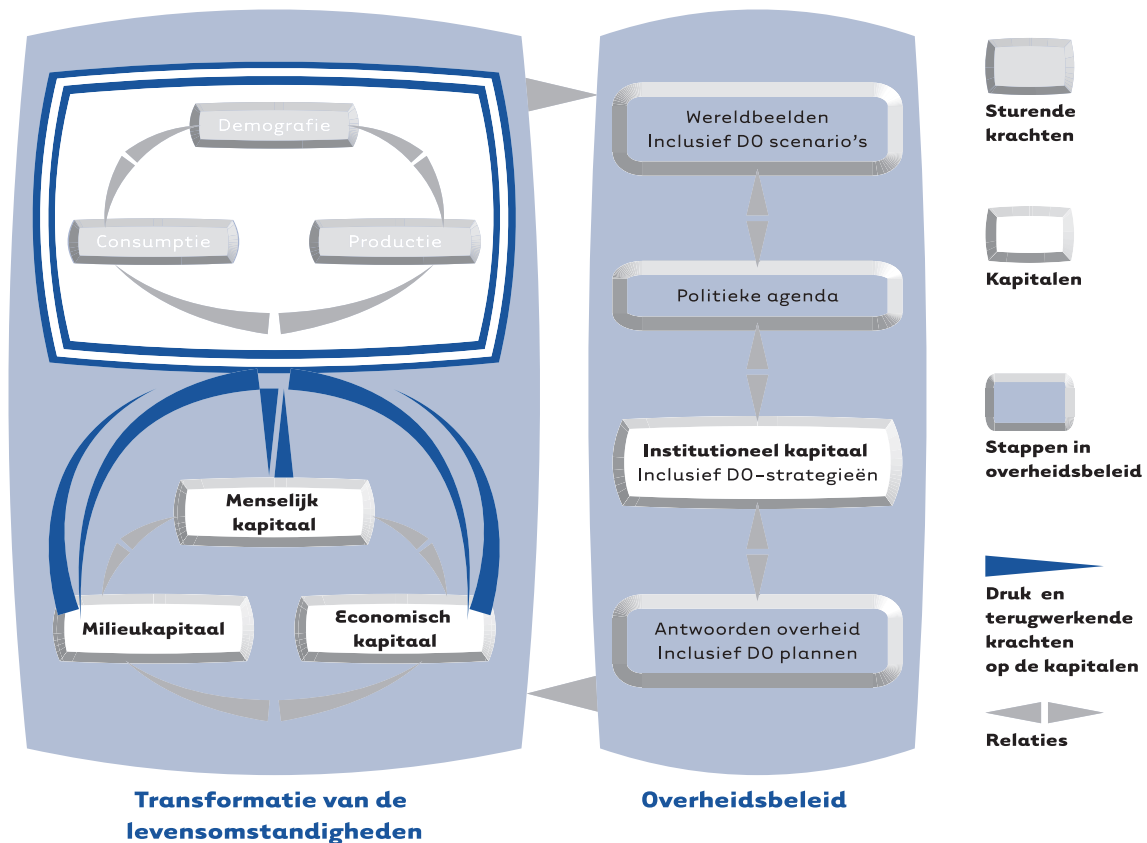 Demografie
Consumptie
Productie
Menselijk
kapitaal
Milieukapitaal
Economisch
kapitaal
Transformatie van de
levensomstandigheden
Wereldbeelden
Inclusief DO scenario's
Politieke agenda
Institutioneel kapitaal
Inclusief DO-strategieën
Antwoorden overheid
Inclusief DO plannen
Overheidsbeleid
Sturende
krachten
Kapitalen
Stappen in
overheidsbeleid
Druk en
terugwerkende
krachten
op de kapitalen
Relaties